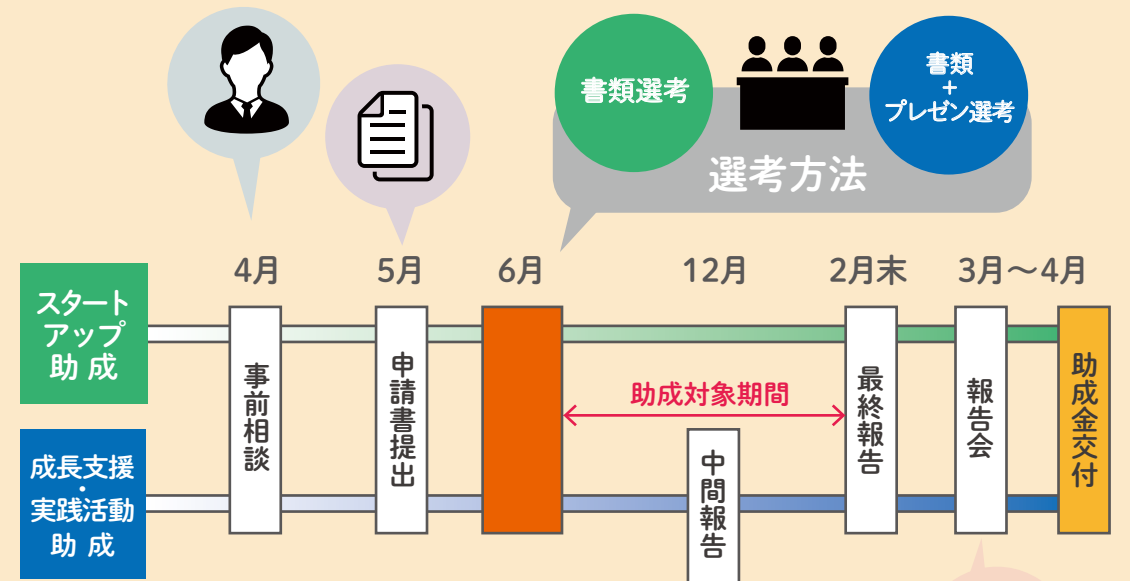 書類選考
書類
+
プレゼン選考
選考方法
4月
5月
6月
12月
2月末
3月～4月
スタート
アップ
助成
事前相談
申請書提出
助成対象期間
最終報告
報告会
助成金交付
成長支援
・
実践活動
助成
中間報告